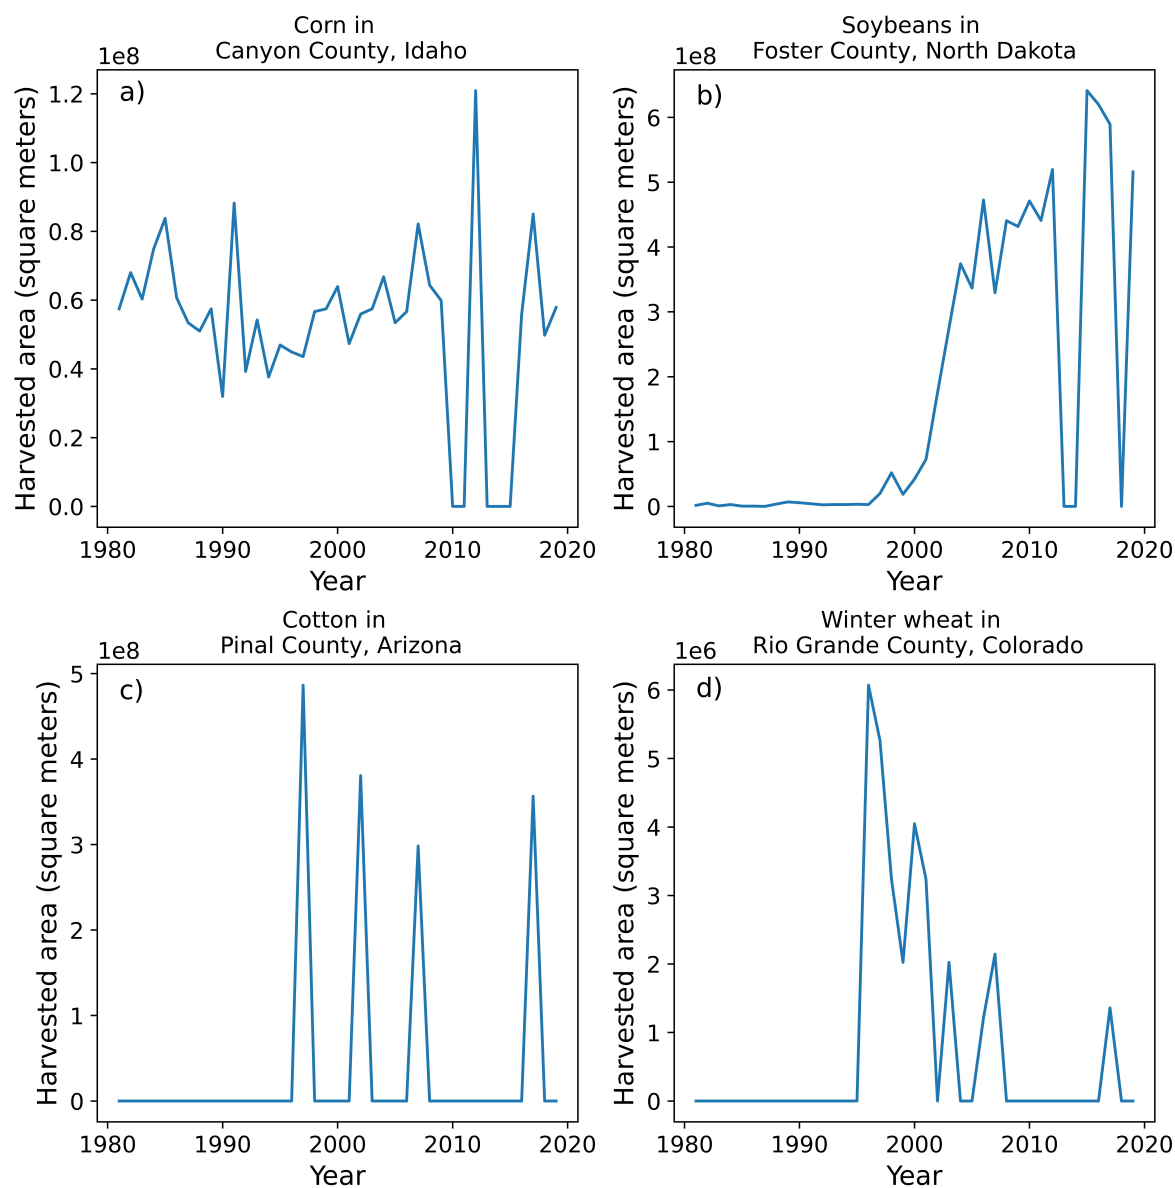 Corn in
Canyon County, Idaho
1e8
a)
Harvested area (square meters)
1.2
1.0
0.8
0.6
0.4
0.2
0.0
1980 1990 2000 2010 2020
Year
Soybeans in
Foster County, North Dakota
1e8
b)
Harvested area (square meters)
6
5
4
3
2
1
0
1980 1990 2000 2010 2020
Year
Cotton in
Pinal County, Arizona
1e8
c)
Harvested area (square meters)
5
4
3
2
1
0
1980 1990 2000 2010 2020
Year
Winter wheat in
Rio Grande County, Colorado
1e6
d)
Harvested area (square meters)
6
5
4
3
2
1
0
1980 1990 2000 2010 2020
Year